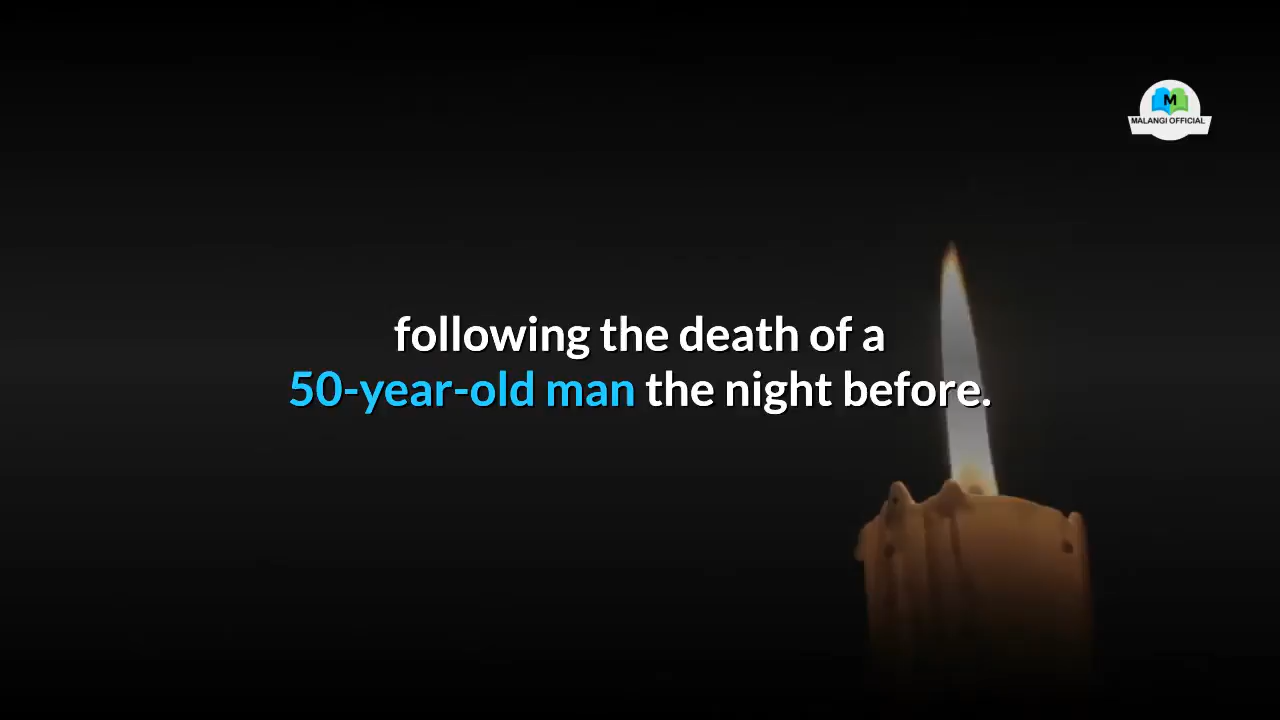 M
MALANGI OFFICIAL
following the death of a
50-year-old man the night before.